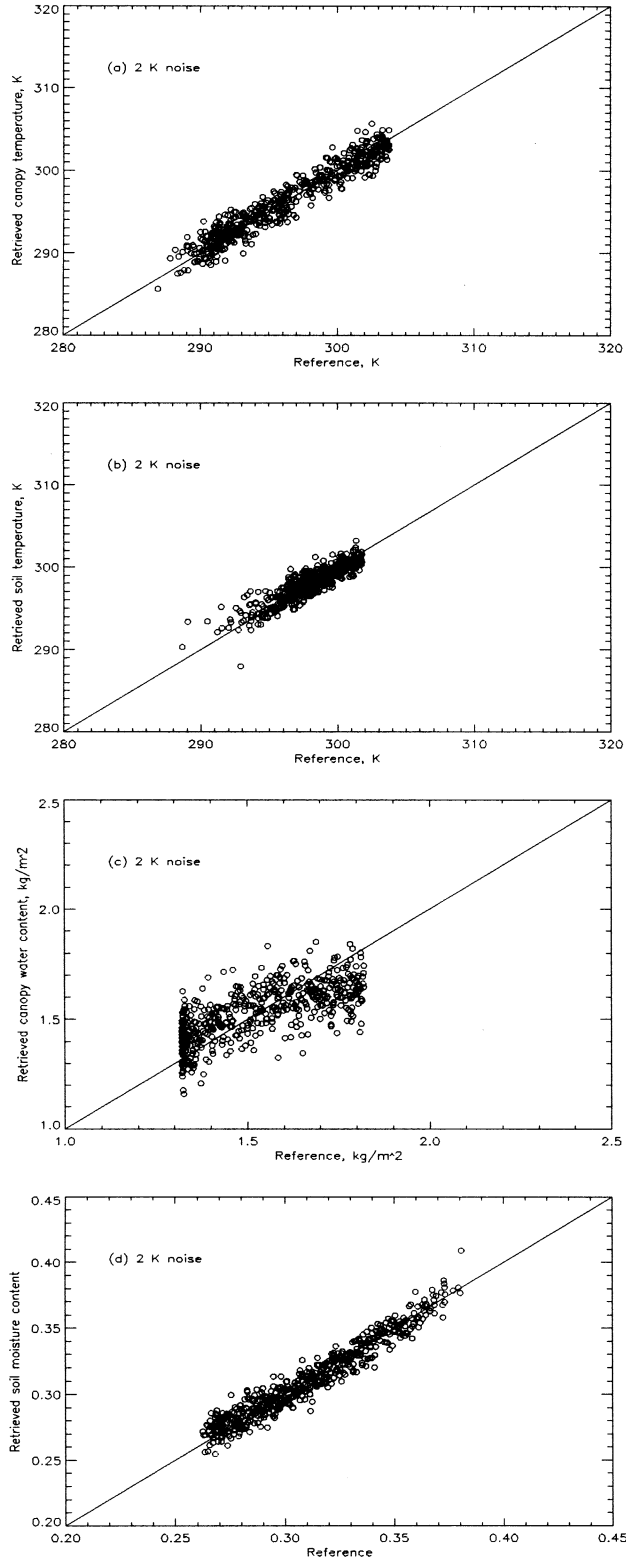 320
310
300
290
280
Retrieved canopy temperature, K
(a) 2 K noise
280 290 300 310 320
Reference, K
320
310
300
290
280
Retrieved soil temperature, K
(b) 2 K noise
280 290 300 310 320
Reference, K
2.5
2.0
1.5
1.0
Retrieved canopy water content, kg/m^2
(c) 2 K noise
1.0 1.5 2.0 2.5
Reference, kg/m^2
0.45
0.40
0.35
0.30
0.25
0.20
Retrieved soil moisture content
(d) 2 K noise
0.20 0.25 0.30 0.35 0.40 0.45
Reference